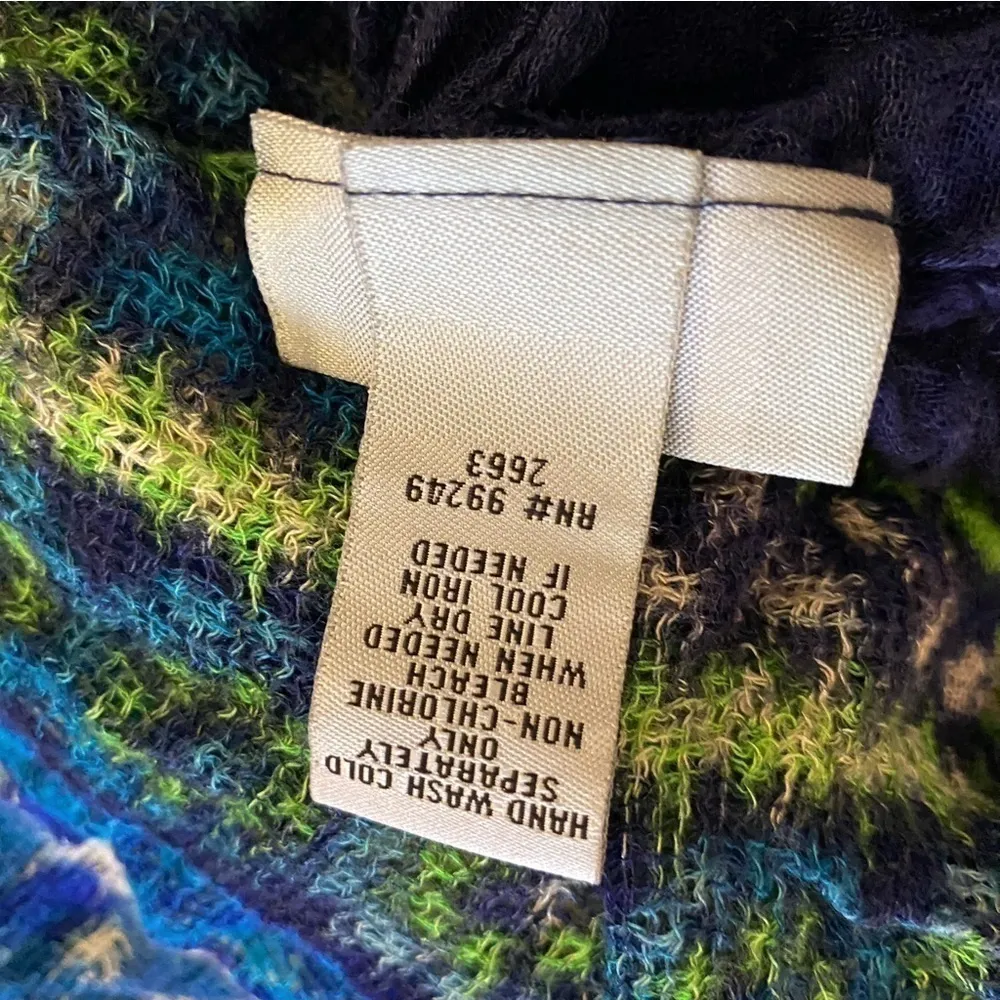 HAND WASH COLD
SEPARATELY
ONLY
NON-CHLORINE
BLEACH
WHEN NEEDED
LINE DRY
COOL IRON
IF NEEDED
RN# 99249
2663